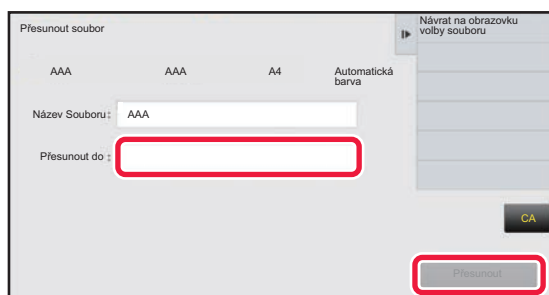 Přesunout soubor
Návrat na obrazovku
volby souboru
AAA AAA A4 Automatická
barva
Název Souboru: AAA
Přesunout do :
CA
Přesunout